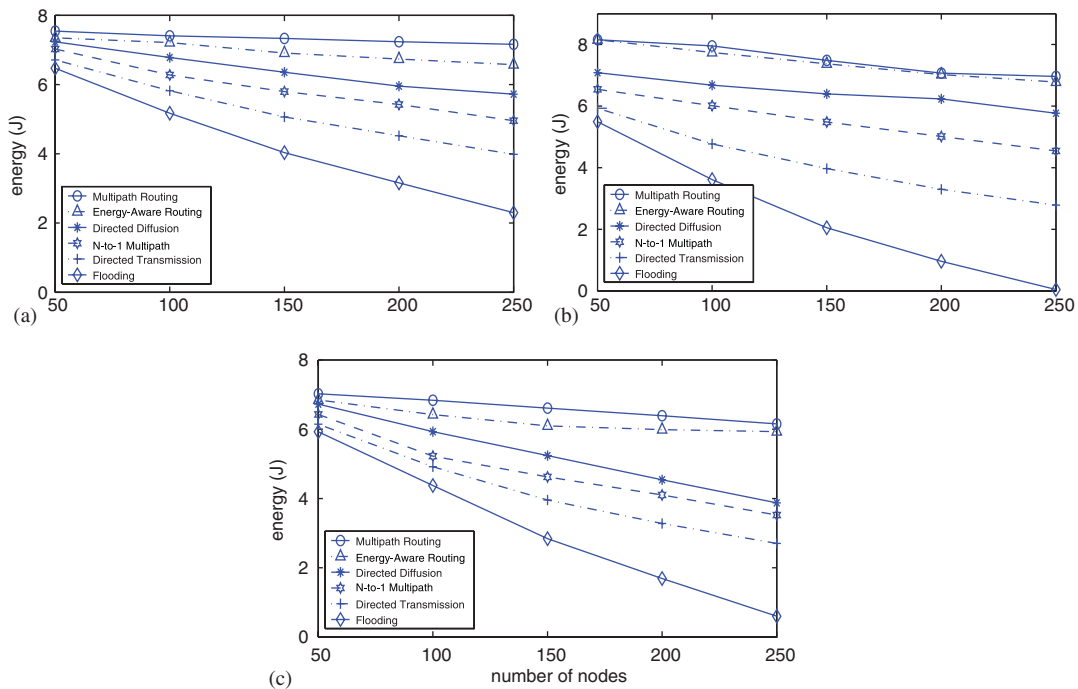 8
6
4
2
0
energy (J)
Multipath Routing
Energy-Aware Routing
Directed Diffusion
N-to-1 Multipath
Directed Transmission
Flooding
50 100 150 200 250
(a)
8
6
4
2
0
energy (J)
Multipath Routing
Energy-Aware Routing
Directed Diffusion
N-to-1 Multipath
Directed Transmission
Flooding
50 100 150 200 250
(b)
8
6
4
2
0
energy (J)
Multipath Routing
Energy-Aware Routing
Directed Diffusion
N-to-1 Multipath
Directed Transmission
Flooding
50 100 150 200 250
number of nodes
(c)